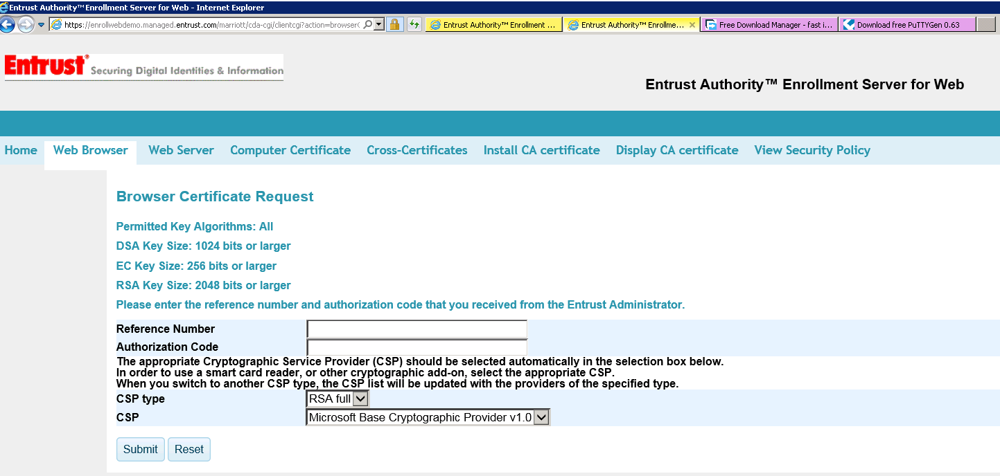 Entrust Authority™ Enrollment Server for Web - Internet Explorer
https://enrollwebdemo.managed.entrust.com/marriott/cda-cgi/clientcgi?action=browser
Entrust Authority™ Enrollment ...
Entrust Authority™ Enrollme...
Free Download Manager - fast i...
Download free PuTTYGen 0.63
Entrust® Securing Digital Identities & Information
Entrust Authority™ Enrollment Server for Web
Home Web Browser Web Server Computer Certificate Cross-Certificates Install CA certificate Display CA certificate View Security Policy
Browser Certificate Request
Permitted Key Algorithms: All
DSA Key Size: 1024 bits or larger
EC Key Size: 256 bits or larger
RSA Key Size: 2048 bits or larger
Please enter the reference number and authorization code that you received from the Entrust Administrator.
Reference Number
Authorization Code
The appropriate Cryptographic Service Provider (CSP) should be selected automatically in the selection box below.
In order to use a smart card reader, or other cryptographic add-on, select the appropriate CSP.
When you switch to another CSP type, the CSP list will be updated with the providers of the specified type.
CSP type RSA full
CSP Microsoft Base Cryptographic Provider v1.0
Submit Reset